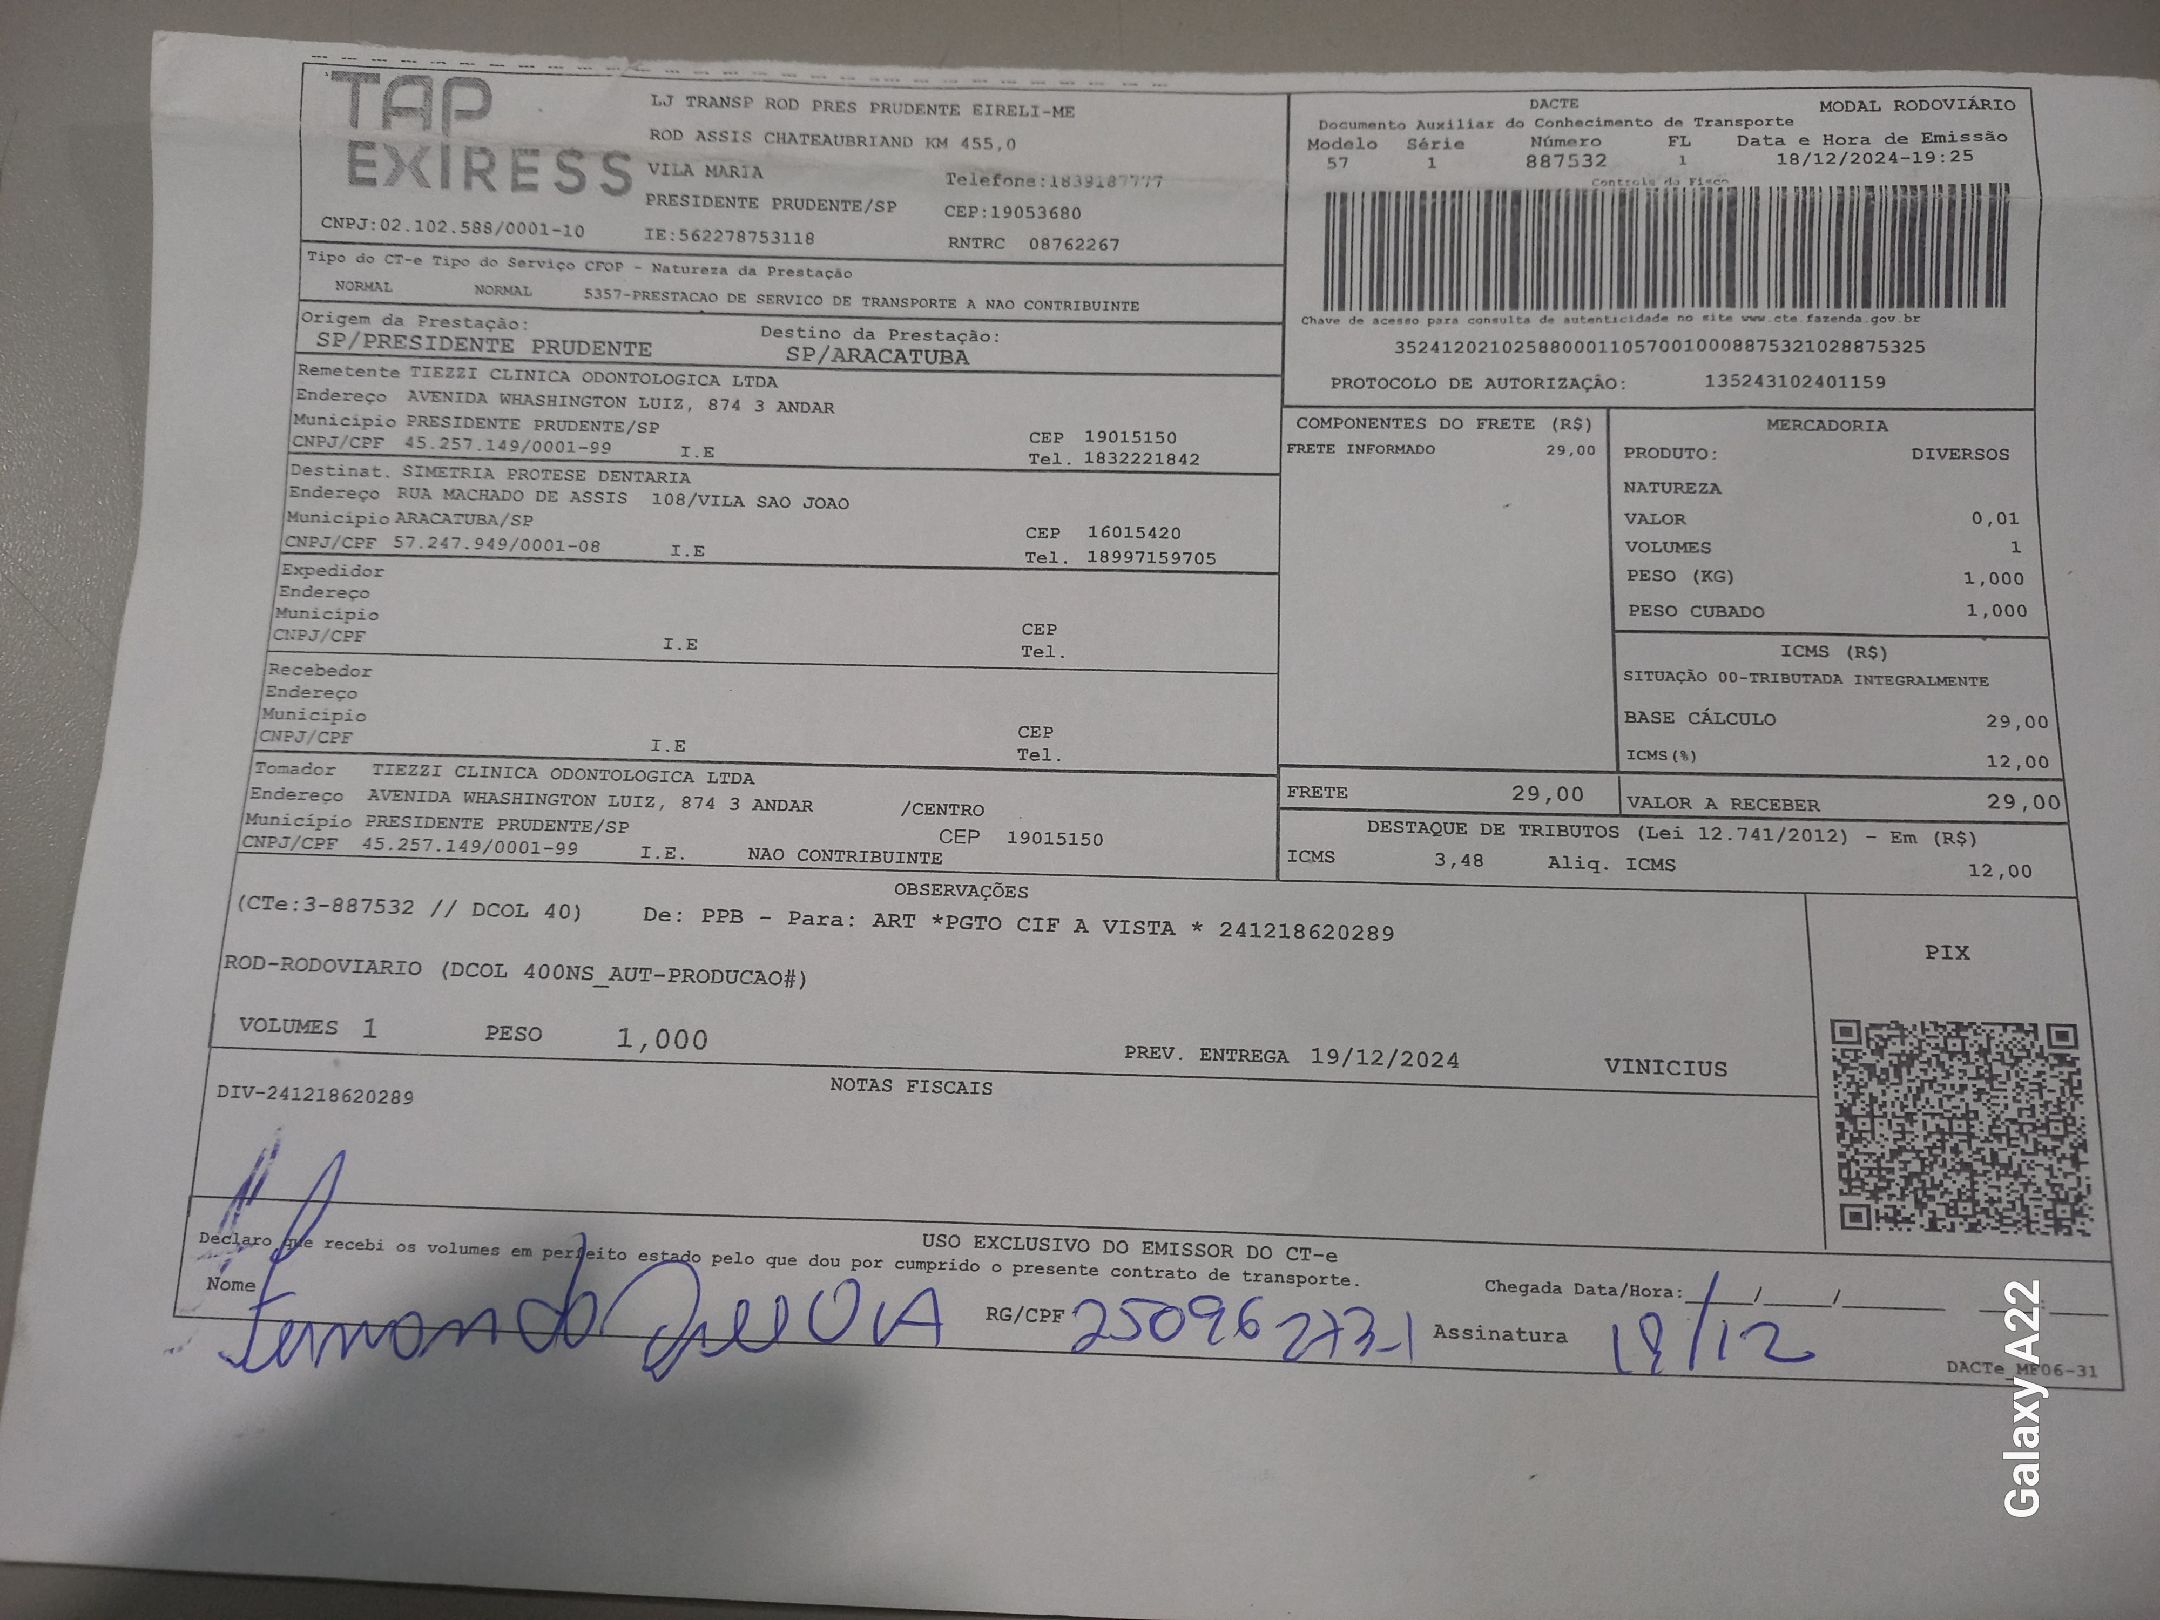 TAP
EXIRESS
CNPJ:02.102.588/0001-10
LJ TRANSP ROD PRES PRUDENTE EIRELI-ME
ROD ASSIS CHATEAUBRIAND KM 455,0
VILA MARIA Telefone:1839187777
PRESIDENTE PRUDENTE/SP CEP:19053680
IE:562278753118 RNTRC 08762267
DACTE MODAL RODOVIÁRIO
Documento Auxiliar do Conhecimento de Transporte
Modelo Série Número FL Data e Hora de Emissão
57 1 887532 1 18/12/2024-19:25
Controle do Fisco
Chave de acesso para consulta de autenticidade no site www.cte.fazenda.gov.br
35241202102588000110570010008875321028875325
PROTOCOLO DE AUTORIZAÇÃO: 135243102401159
Tipo do CT-e Tipo do Serviço CFOP - Natureza da Prestação
NORMAL NORMAL 5357-PRESTACAO DE SERVICO DE TRANSPORTE A NAO CONTRIBUINTE
Origem da Prestação: Destino da Prestação:
SP/PRESIDENTE PRUDENTE SP/ARACATUBA
Remetente TIEZZI CLINICA ODONTOLOGICA LTDA
Endereço AVENIDA WHASHINGTON LUIZ, 874 3 ANDAR
Município PRESIDENTE PRUDENTE/SP CEP 19015150
CNPJ/CPF 45.257.149/0001-99 I.E Tel. 1832221842
Destinat. SIMETRIA PROTESE DENTARIA
Endereço RUA MACHADO DE ASSIS 108/VILA SAO JOAO
Município ARACATUBA/SP CEP 16015420
CNPJ/CPF 57.247.949/0001-08 I.E Tel. 18997159705
Expedidor
Endereço
Município CEP
CNPJ/CPF I.E Tel.
Recebedor
Endereço
Município CEP
CNPJ/CPF I.E Tel.
Tomador TIEZZI CLINICA ODONTOLOGICA LTDA
Endereço AVENIDA WHASHINGTON LUIZ, 874 3 ANDAR /CENTRO
Município PRESIDENTE PRUDENTE/SP CEP 19015150
CNPJ/CPF 45.257.149/0001-99 I.E. NAO CONTRIBUINTE
COMPONENTES DO FRETE (R$)
FRETE INFORMADO 29,00
MERCADORIA
PRODUTO: DIVERSOS
NATUREZA
VALOR 0,01
VOLUMES 1
PESO (KG) 1,000
PESO CUBADO 1,000
ICMS (R$)
SITUAÇÃO 00-TRIBUTADA INTEGRALMENTE
BASE CÁLCULO 29,00
ICMS(%) 12,00
FRETE 29,00 VALOR A RECEBER 29,00
DESTAQUE DE TRIBUTOS (Lei 12.741/2012) - Em (R$)
ICMS 3,48 Aliq. ICMS 12,00
OBSERVAÇÕES
(CTe:3-887532 // DCOL 40) De: PPB - Para: ART *PGTO CIF A VISTA * 241218620289
ROD-RODOVIARIO (DCOL 400NS_AUT-PRODUCAO#)
VOLUMES 1 PESO 1,000 PREV. ENTREGA 19/12/2024 VINICIUS
PIX
NOTAS FISCAIS
DIV-241218620289
USO EXCLUSIVO DO EMISSOR DO CT-e
Declaro que recebi os volumes em perfeito estado pelo que dou por cumprido o presente contrato de transporte.
Nome Fernando RG/CPF 25096273-1 Assinatura 19/12
Chegada Data/Hora:____/____/______ ___:____
DACTe_MF06-31
Galaxy A22